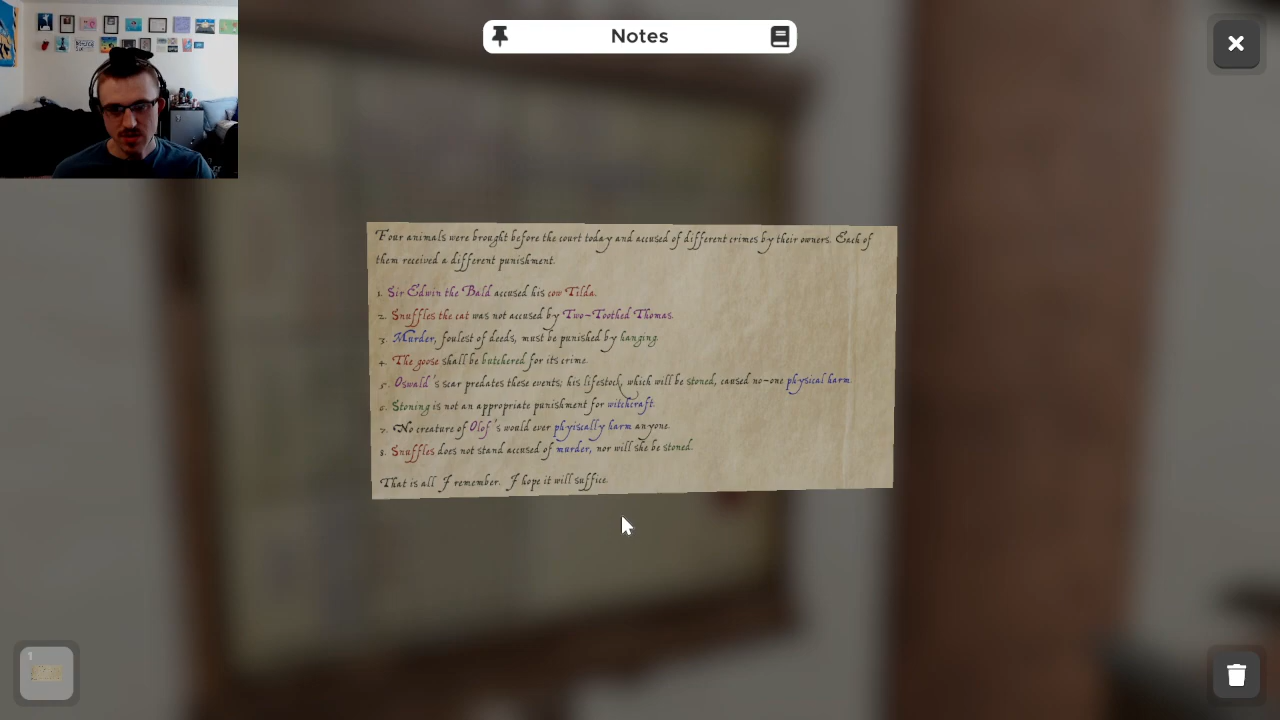 Notes
Four animals were brought before the court today and accused of different crimes by their owners. Each of
them received a different punishment.
1. Sir Edwin the Bald accused his cow Tilda.
2. Snuffles the cat was not accused by Two-Toothed Thomas.
3. Murder, foulest of deeds, must be punished by hanging.
4. The goose shall be butchered for its crime.
5. Oswald's scar predates these events; his lifestock, which will be stoned, caused no-one physical harm.
6. Stoning is not an appropriate punishment for witchcraft.
7. No creature of Olof's would ever phyiscally harm anyone.
8. Snuffles does not stand accused of murder, nor will she be stoned.
That is all I remember. I hope it will suffice.
1